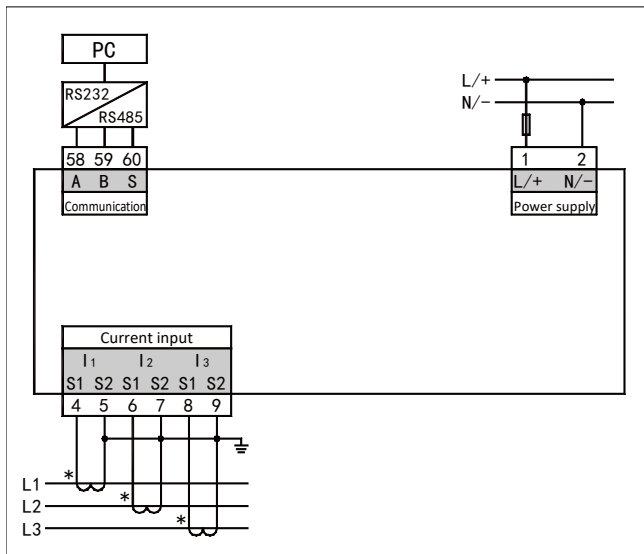 PC
RS232
RS485
L/+
N/-
58 59 60
A B S
Communication
1 2
L/+ N/-
Power supply
Current input
I1 I2 I3
S1 S2 S1 S2 S1 S2
4 5 6 7 8 9
* L1
* L2
* L3